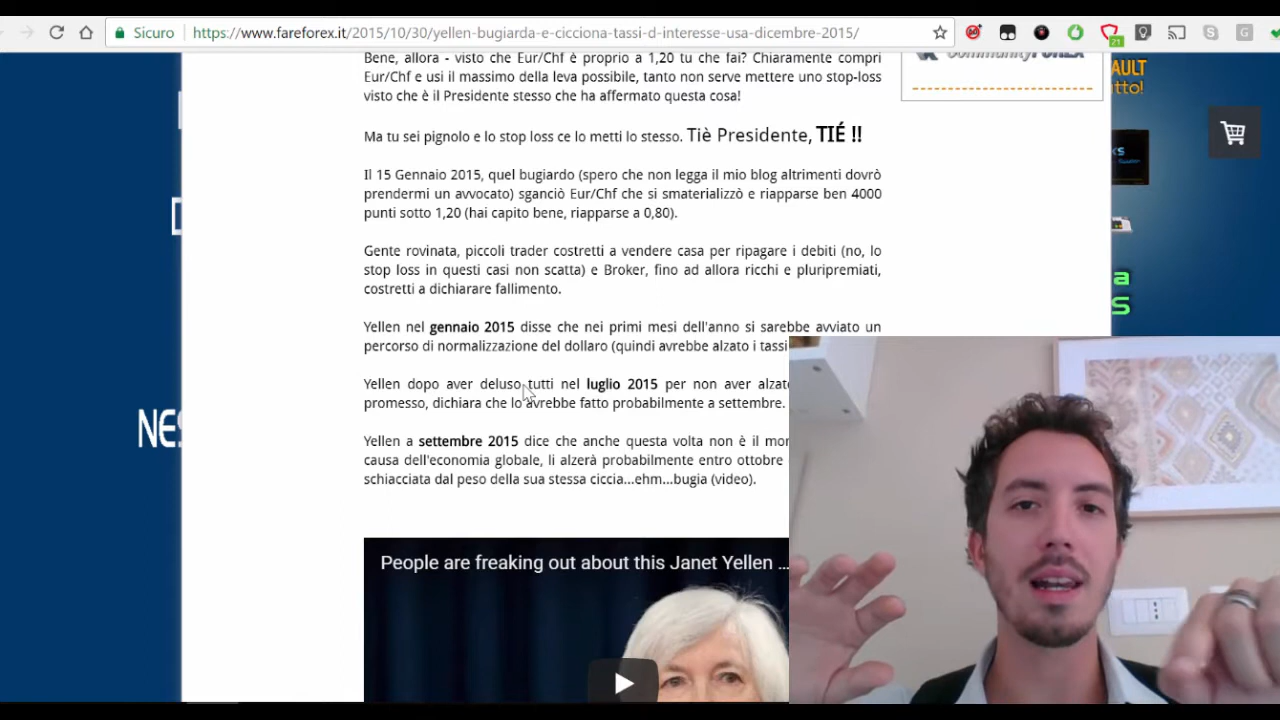 Sicuro
https://www.fareforex.it/2015/10/30/yellen-bugiarda-e-cicciona-tassi-d-interesse-usa-dicembre-2015/
21
G
Bene, allora - visto che Eur/Chf è proprio a 1,20 tu che fai? Chiaramente compri
Eur/Chf e usi il massimo della leva possibile, tanto non serve mettere uno stop-loss
visto che è il Presidente stesso che ha affermato questa cosa!
Ma tu sei pignolo e lo stop loss ce lo metti lo stesso. Tiè Presidente, TIÉ !!
Il 15 Gennaio 2015, quel bugiardo (spero che non legga il mio blog altrimenti dovrò
prendermi un avvocato) sganciò Eur/Chf che si smaterializzò e riapparse ben 4000
punti sotto 1,20 (hai capito bene, riapparse a 0,80).
Gente rovinata, piccoli trader costretti a vendere casa per ripagare i debiti (no, lo
stop loss in questi casi non scatta) e Broker, fino ad allora ricchi e pluripremiati,
costretti a dichiarare fallimento.
Yellen nel gennaio 2015 disse che nei primi mesi dell'anno si sarebbe avviato un
percorso di normalizzazione del dollaro (quindi avrebbe alzato i tassi
Yellen dopo aver deluso tutti nel luglio 2015 per non aver alzat
promesso, dichiara che lo avrebbe fatto probabilmente a settembre.
Yellen a settembre 2015 dice che anche questa volta non è il mo
causa dell'economia globale, li alzerà probabilmente entro ottobre
schiacciata dal peso della sua stessa ciccia...ehm...bugia (video).
People are freaking out about this Janet Yellen ...
CommunityFOREX
AULT
tto!
NES
a
S